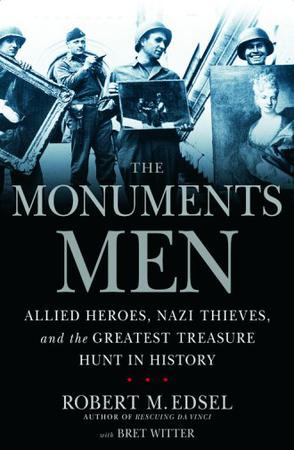 THE
MONUMENTS
MEN
ALLIED HEROES, NAZI THIEVES,
and the GREATEST TREASURE
HUNT IN HISTORY
ROBERT M. EDSEL
AUTHOR OF RESCUING DA VINCI
with BRET WITTER